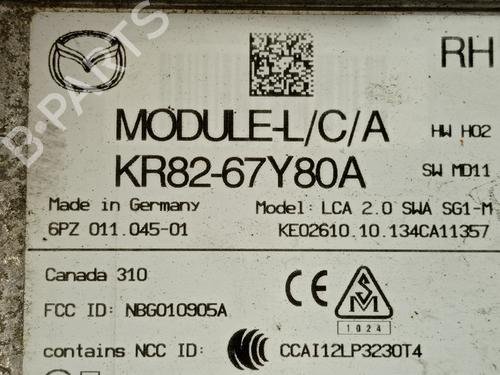 RH
MODULE-L/C/A HW H02
KR82-67Y80A SW MD11
Made in Germany Model: LCA 2.0 SWA SG1-M
6PZ 011.045-01 KE02610.10.134CA11357
Canada 310
FCC ID: NBG010905A
1024
contains NCC ID: CCAI12LP3230T4
B-PARTS